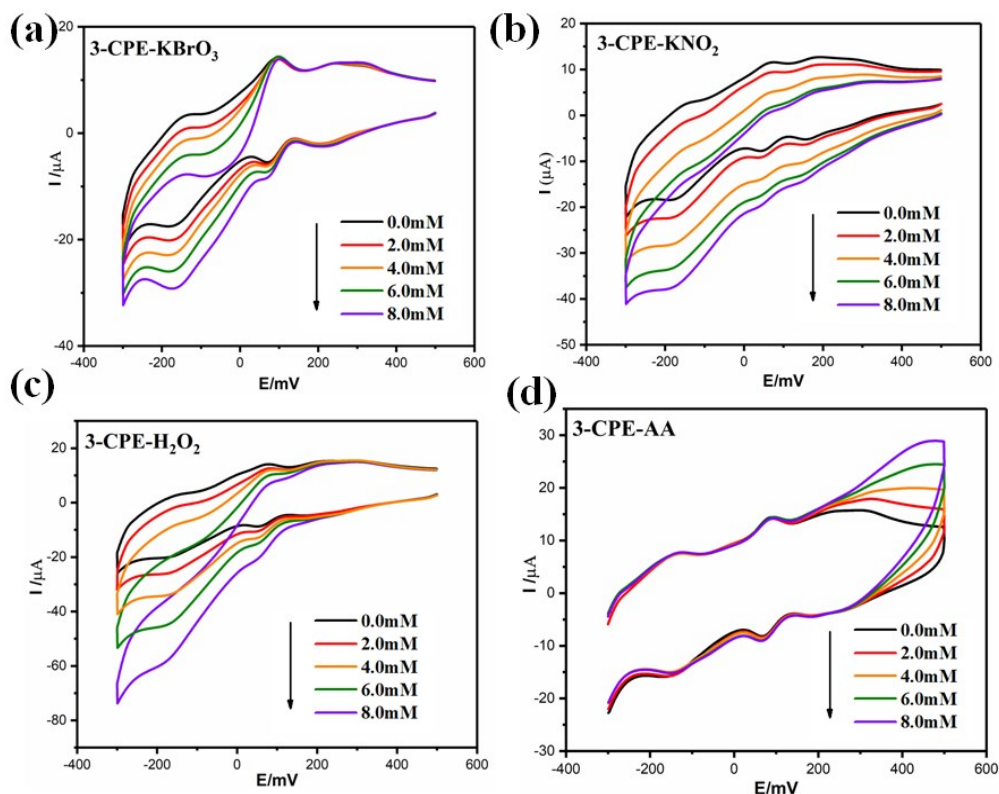 (a)
3-CPE-KBrO₃
20
0
-20
-40
I /μA
-400
-200
0
200
400
600
E/mV
0.0mM
2.0mM
4.0mM
6.0mM
8.0mM
(b)
3-CPE-KNO₂
20
10
0
-10
-20
-30
-40
-50
I (μA)
-400
-200
0
200
400
600
E/mV
0.0mM
2.0mM
4.0mM
6.0mM
8.0mM
(c)
3-CPE-H₂O₂
20
0
-20
-40
-60
-80
I /μA
-400
-200
0
200
400
600
E/mV
0.0mM
2.0mM
4.0mM
6.0mM
8.0mM
(d)
3-CPE-AA
30
20
10
0
-10
-20
-30
I /μA
-400
-200
0
200
400
600
E/mV
0.0mM
2.0mM
4.0mM
6.0mM
8.0mM